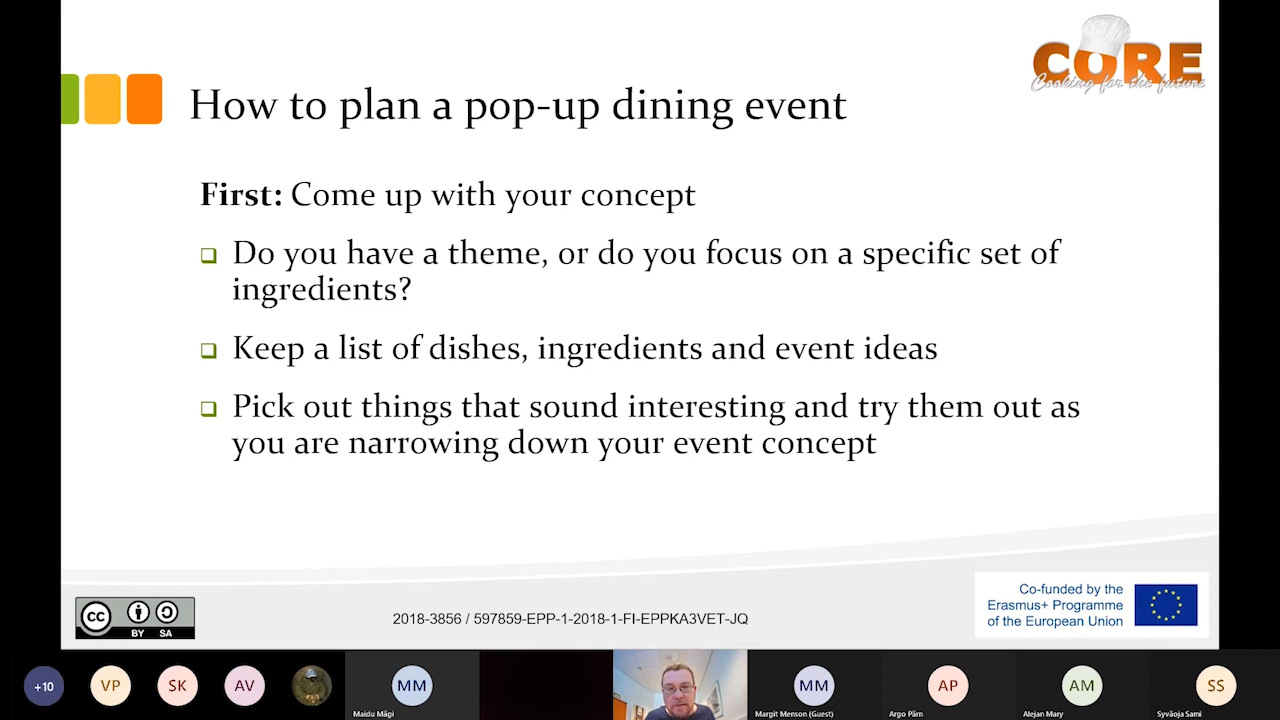 CORE
Cooking for the future
How to plan a pop-up dining event
First: Come up with your concept
Do you have a theme, or do you focus on a specific set of
ingredients?
Keep a list of dishes, ingredients and event ideas
Pick out things that sound interesting and try them out as
you are narrowing down your event concept
cc
BY SA
2018-3856 / 597859-EPP-1-2018-1-FI-EPPKA3VET-JQ
Co-funded by the
Erasmus+ Programme
of the European Union
+10
VP
SK
AV
MM
Maidu Mägi
MM
Margit Menson (Guest)
AP
Argo Pärn
AM
Alejan Mary
SS
Syväoja Sami